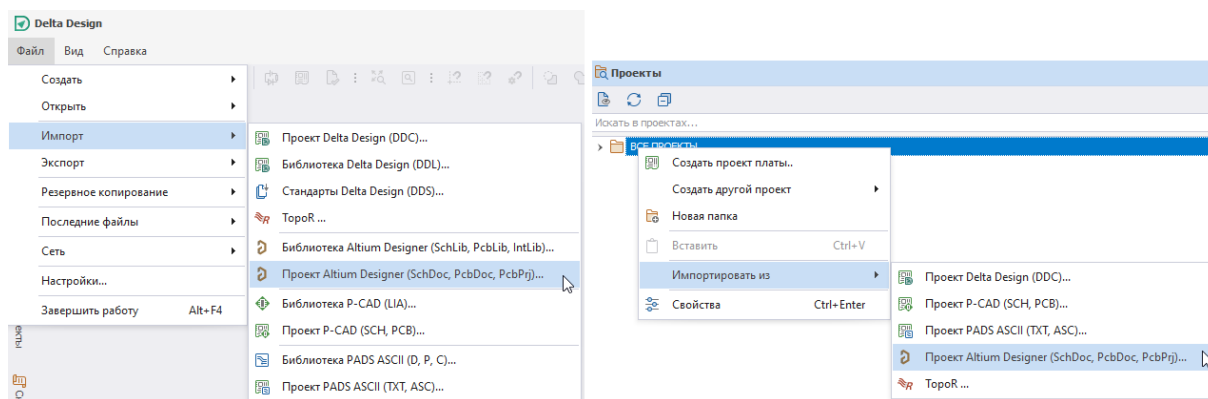 Delta Design
Файл Вид Справка
Создать
Открыть
Импорт
Экспорт
Резервное копирование
Последние файлы
Сеть
Настройки...
Завершить работу Alt+F4
Проект Delta Design (DDC)...
Библиотека Delta Design (DDL)...
Стандарты Delta Design (DDS)...
TopoR ...
Библиотека Altium Designer (SchLib, PcbLib, IntLib)...
Проект Altium Designer (SchDoc, PcbDoc, PcbPrj)...
Библиотека P-CAD (LIA)...
Проект P-CAD (SCH, PCB)...
Библиотека PADS ASCII (D, P, C)...
Проект PADS ASCII (TXT, ASC)...
Проекты
Искать в проектах...
ВСЕ ПРОЕКТЫ
Создать проект платы..
Создать другой проект
Новая папка
Вставить Ctrl+V
Импортировать из
Свойства Ctrl+Enter
Проект Delta Design (DDC)...
Проект P-CAD (SCH, PCB)...
Проект PADS ASCII (TXT, ASC)...
Проект Altium Designer (SchDoc, PcbDoc, PcbPrj)...
TopoR ...